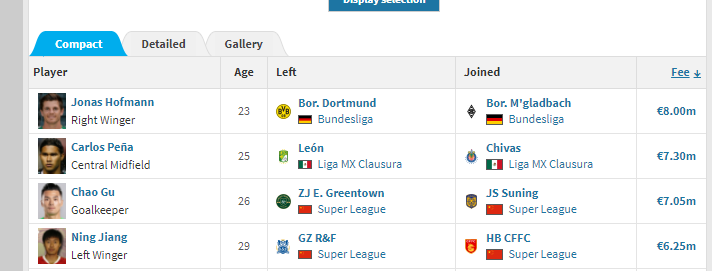 Display selection
Compact Detailed Gallery
Player Age Left Joined Fee ↓
Jonas Hofmann
Right Winger
23
Bor. Dortmund
Bundesliga
Bor. M'gladbach
Bundesliga
€8.00m
Carlos Peña
Central Midfield
25
León
Liga MX Clausura
Chivas
Liga MX Clausura
€7.30m
Chao Gu
Goalkeeper
26
ZJ E. Greentown
Super League
JS Suning
Super League
€7.05m
Ning Jiang
Left Winger
29
GZ R&F
Super League
HB CFFC
Super League
€6.25m